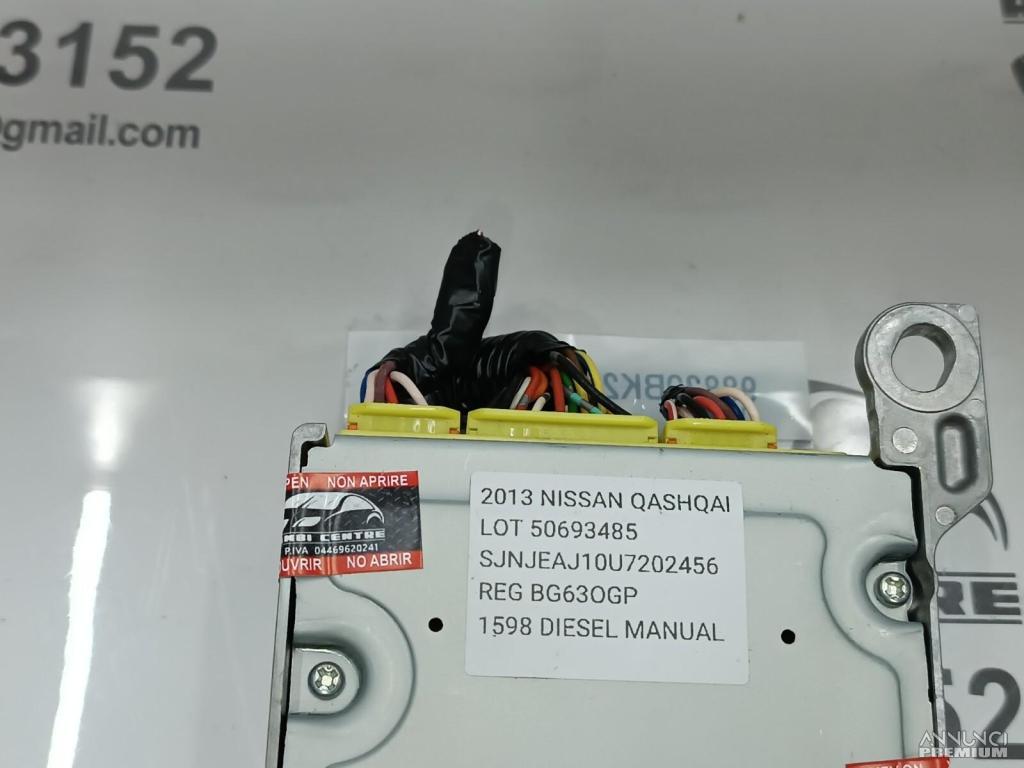 3152
@gmail.com
PEN NON APRIRE
MBI CENTRE
P.IVA 04469620241
UVRIR NO ABRIR
2013 NISSAN QASHQAI
LOT 50693485
SJNJEAJ10U7202456
REG BG63OGP
1598 DIESEL MANUAL
RE
52
ANNUNCI
PREMIUM